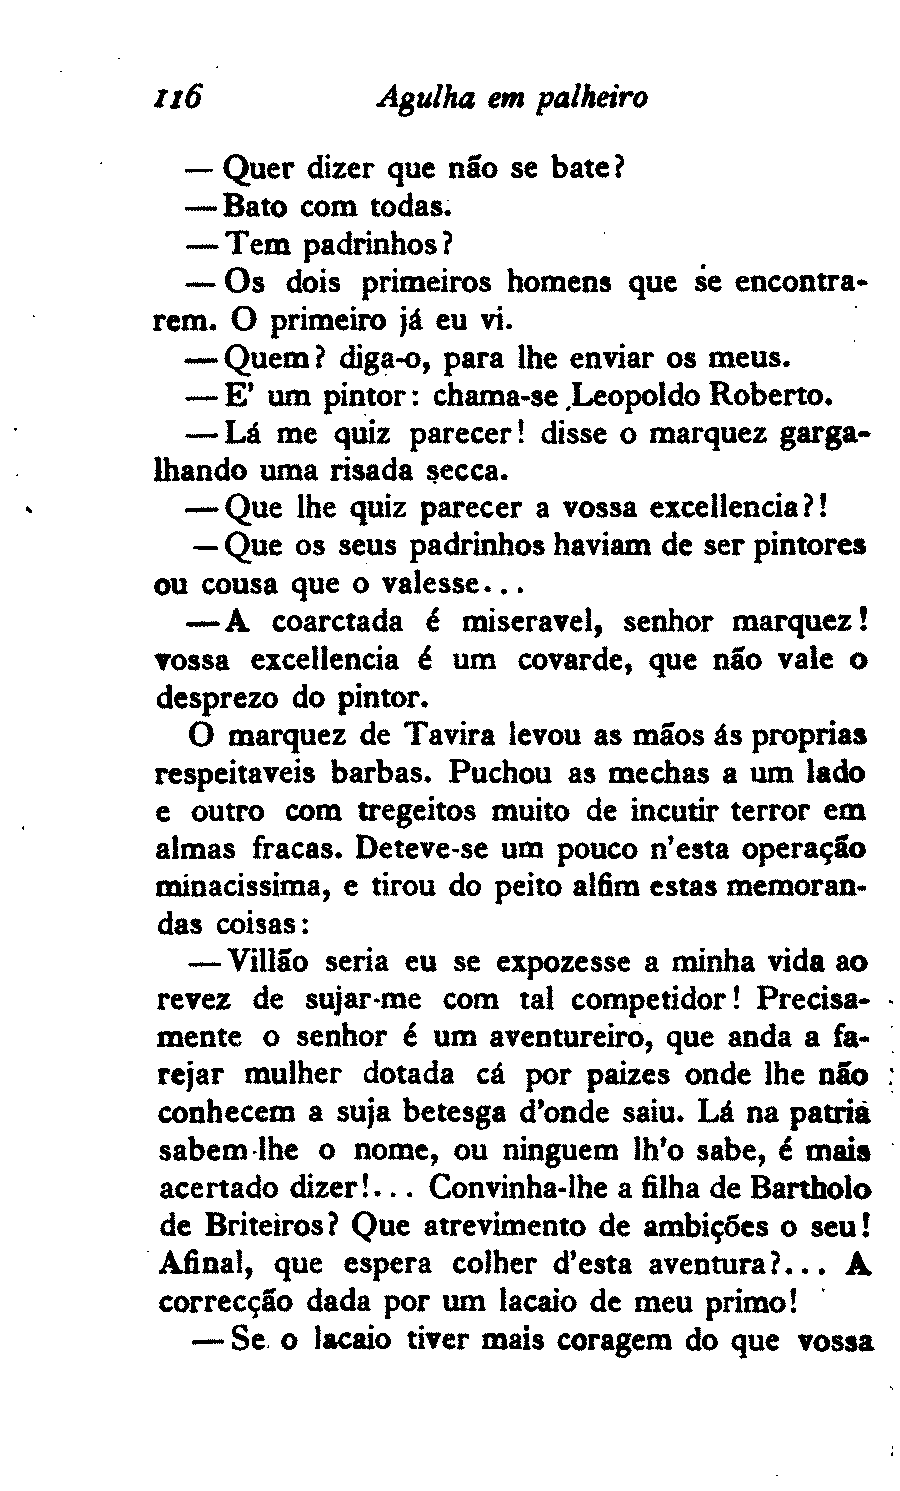 116 Agulha em palheiro
— Quer dizer que não se bate?
— Bato com todas.
— Tem padrinhos?
— Os dois primeiros homens que se encontra-
rem. O primeiro já eu vi.
— Quem? diga-o, para lhe enviar os meus.
— E' um pintor: chama-se Leopoldo Roberto.
— Lá me quiz parecer! disse o marquez garga-
lhando uma risada secca.
— Que lhe quiz parecer a vossa excellencia?!
— Que os seus padrinhos haviam de ser pintores
ou cousa que o valesse...
— A coarctada é miseravel, senhor marquez!
vossa excellencia é um covarde, que não vale o
desprezo do pintor.
O marquez de Tavira levou as mãos ás proprias
respeitaveis barbas. Puchou as mechas a um lado
e outro com tregeitos muito de incutir terror em
almas fracas. Deteve-se um pouco n'esta operação
minacissima, e tirou do peito alfim estas memoran-
das coisas:
— Villão seria eu se expozesse a minha vida ao
revez de sujar-me com tal competidor! Precisa-
mente o senhor é um aventureiro, que anda a fa-
rejar mulher dotada cá por paizes onde lhe não
conhecem a suja betesga d'onde saiu. Lá na patria
sabem-lhe o nome, ou ninguem lh'o sabe, é mais
acertado dizer!... Convinha-lhe a filha de Bartholo
de Briteiros? Que atrevimento de ambições o seu!
Afinal, que espera colher d'esta aventura?... A
correcção dada por um lacaio de meu primo!
— Se o lacaio tiver mais coragem do que vossa